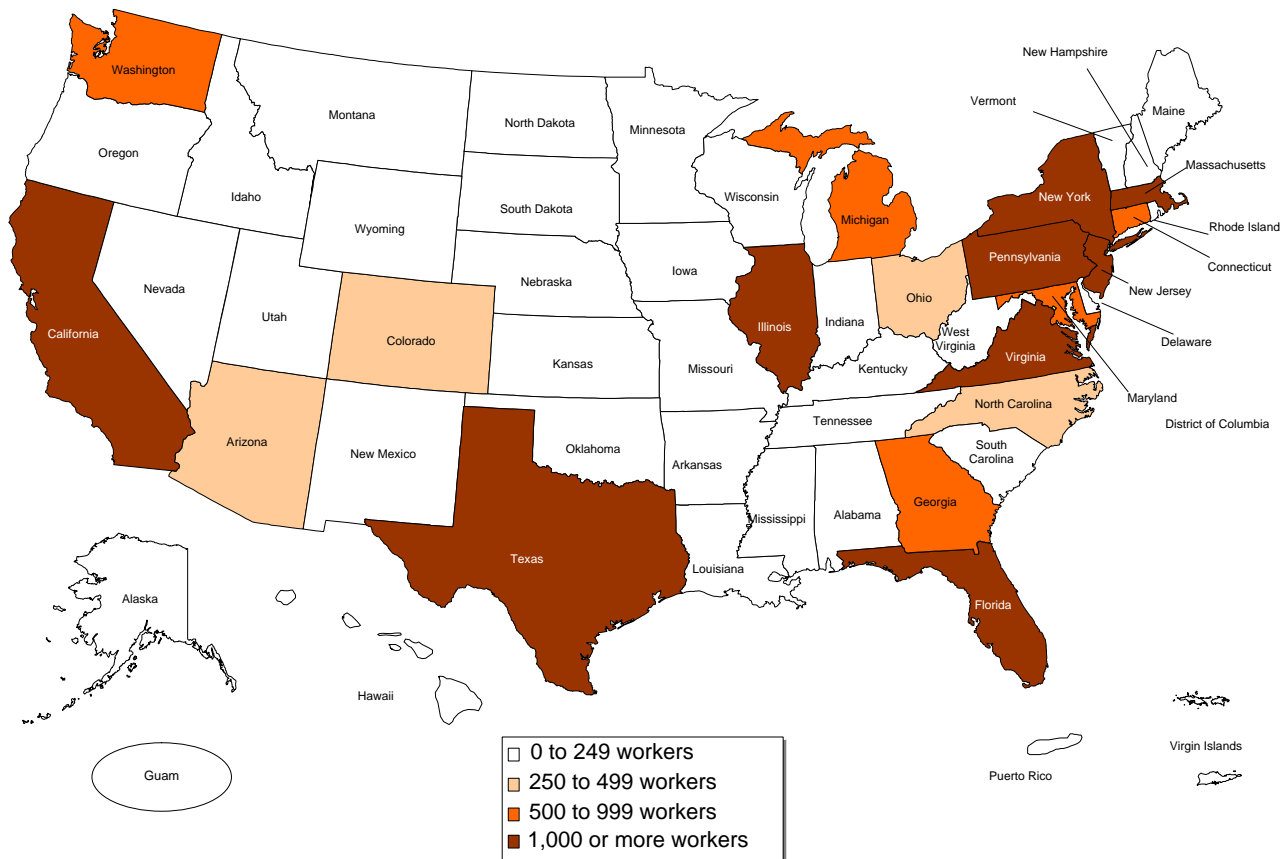 New Hampshire
Washington
Vermont
Montana
North Dakota
Minnesota
Maine
Oregon
Massachusetts
Idaho
Wisconsin
New York
South Dakota
Michigan
Rhode Island
Wyoming
Pennsylvania
Connecticut
Iowa
Nebraska
Nevada
New Jersey
Ohio
Utah
California
Illinois
Indiana
West
Virginia
Colorado
Virginia
Delaware
Kansas
Missouri
Kentucky
Maryland
North Carolina
Tennessee
District of Columbia
Arizona
Oklahoma
New Mexico
South
Carolina
Arkansas
Georgia
Mississippi
Alabama
Texas
Louisiana
Alaska
Florida
Hawaii
Virgin Islands
Guam
Puerto Rico
0 to 249 workers
250 to 499 workers
500 to 999 workers
1,000 or more workers